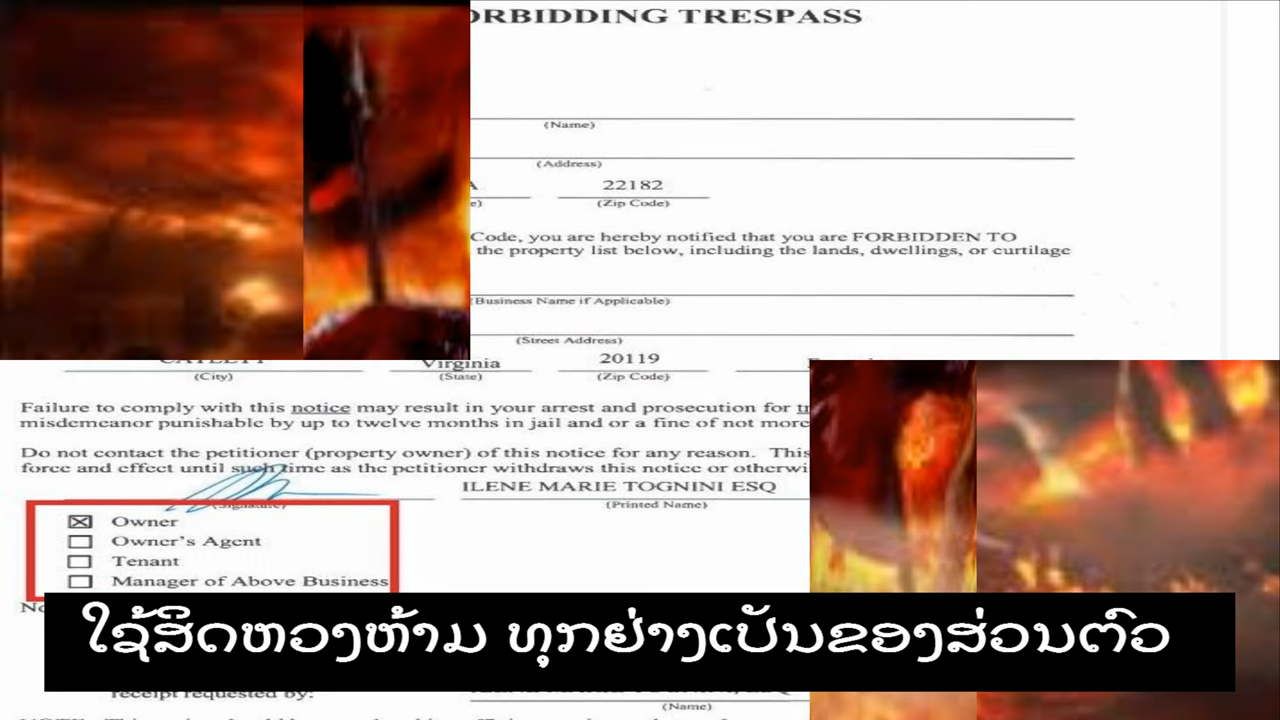 ORBIDDING TRESPASS
(Name)
(Address)
22182
(Zip Code)
Code, you are hereby notified that you are FORBIDDEN TO
the property list below, including the lands, dwellings, or curtilage
(Business Name if Applicable)
(Street Address)
Virginia 20119
(City) (State) (Zip Code)
Failure to comply with this notice may result in your arrest and prosecution for
misdemeanor punishable by up to twelve months in jail and or a fine of not more
Do not contact the petitioner (property owner) of this notice for any reason. This
force and effect until such time as the petitioner withdraws this notice or otherwi
ILENE MARIE TOGNINI ESQ
(Signature) (Printed Name)
Owner
Owner's Agent
Tenant
Manager of Above Business
ໃຊ້ສິດຫວງຫ້າມ ທຸກຢ່າງເປັນຂອງສ່ວນຕົວ
receipt requested by:
(Name)